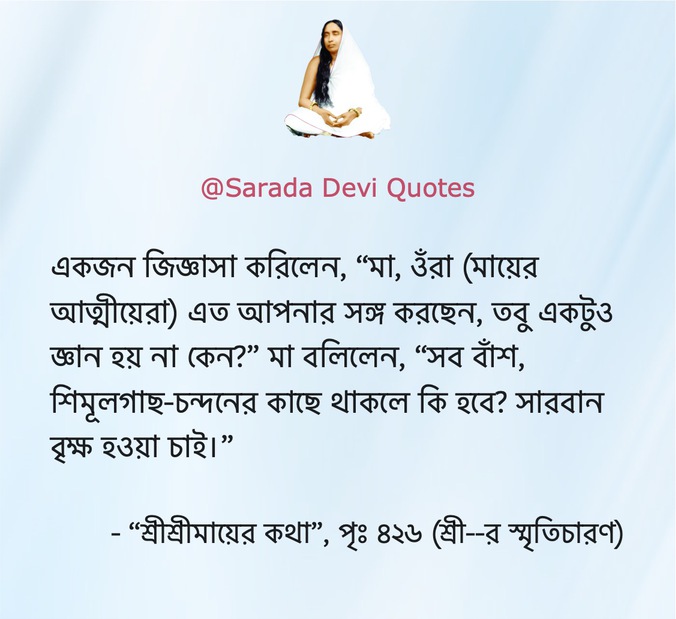 @Sarada Devi Quotes
একজন জিজ্ঞাসা করিলেন, “মা, ওঁরা (মায়ের
আত্মীয়েরা) এত আপনার সঙ্গ করছেন, তবু একটুও
জ্ঞান হয় না কেন?” মা বলিলেন, “সব বাঁশ,
শিমূলগাছ-চন্দনের কাছে থাকলে কি হবে? সারবান
বৃক্ষ হওয়া চাই।”
- “শ্রীশ্রীমায়ের কথা”, পৃঃ ৪২৬ (শ্রী--র স্মৃতিচারণ)